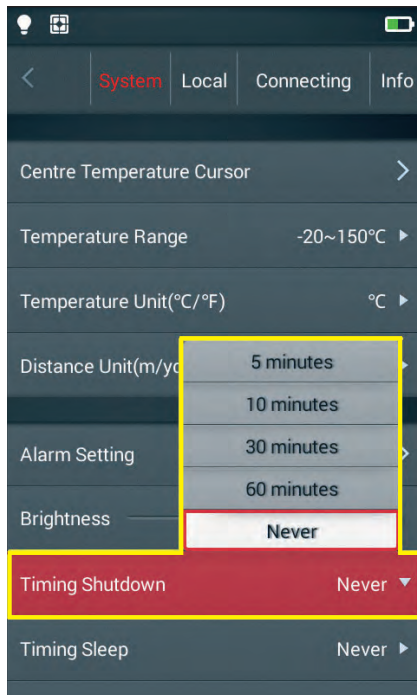 System Local Connecting Info
Centre Temperature Cursor
Temperature Range -20~150℃
Temperature Unit(℃/℉) ℃
Distance Unit(m/yd
5 minutes
10 minutes
Alarm Setting 30 minutes
60 minutes
Brightness
Never
Timing Shutdown Never
Timing Sleep Never